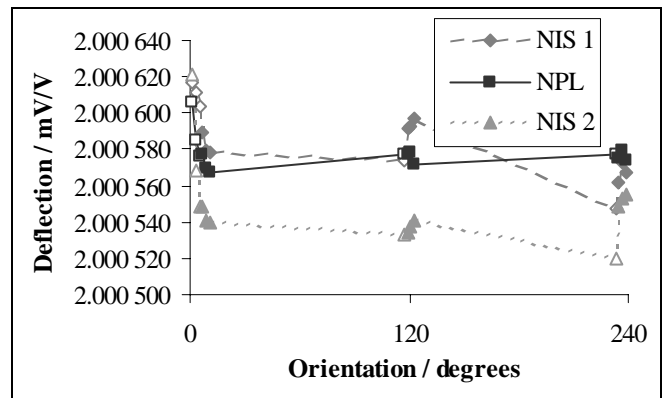 2.000 640
2.000 620
2.000 600
2.000 580
2.000 560
2.000 540
2.000 520
2.000 500
Deflection / mV/V
NIS 1
NPL
NIS 2
0 120 240
Orientation / degrees